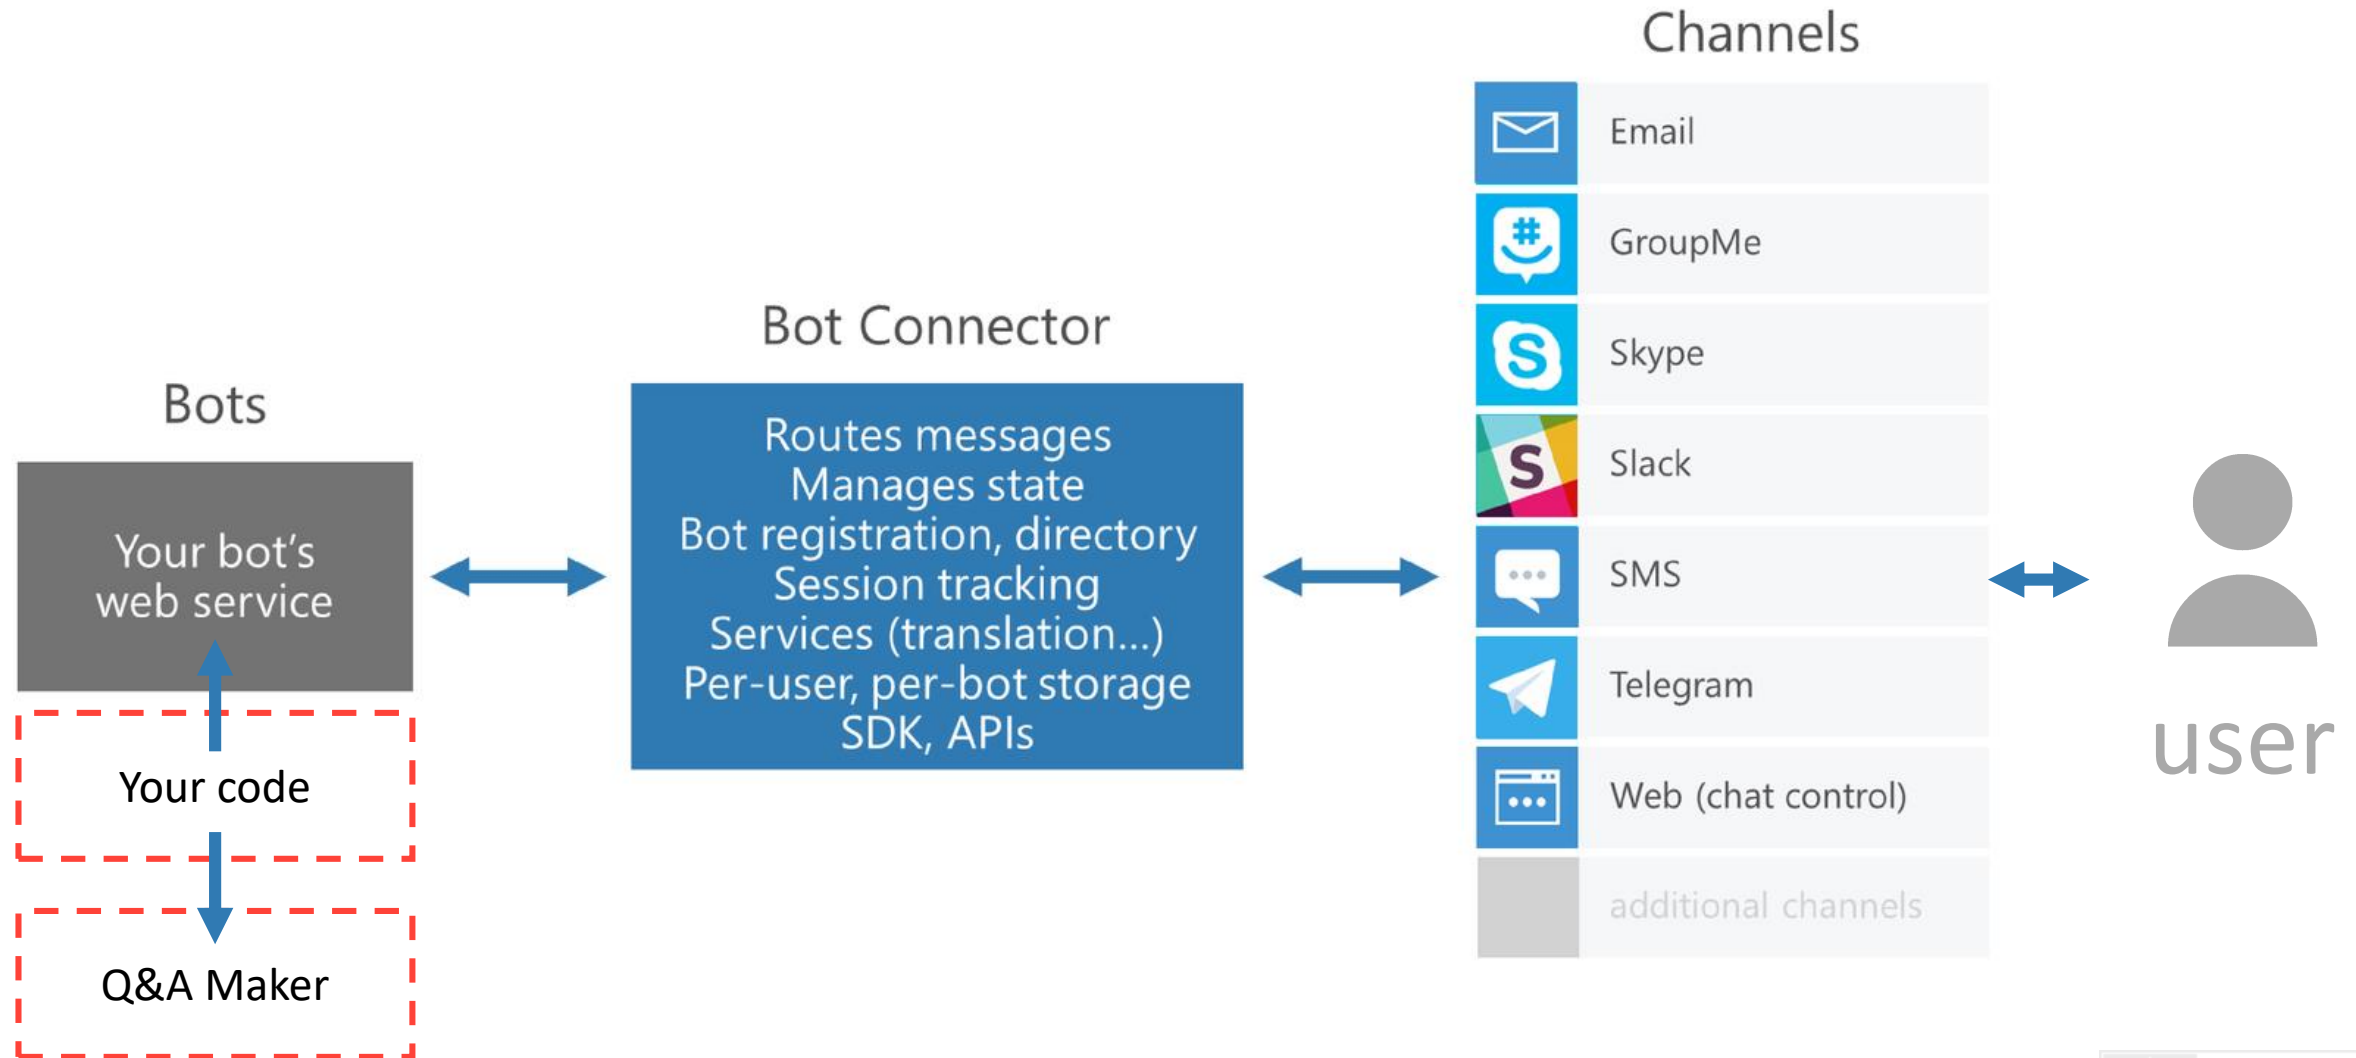 Channels
Email
GroupMe
Skype
Slack
SMS
Telegram
Web (chat control)
additional channels
Bot Connector
Routes messages
Manages state
Bot registration, directory
Session tracking
Services (translation...)
Per-user, per-bot storage
SDK, APIs
Bots
Your bot's
web service
Your code
Q&A Maker
user